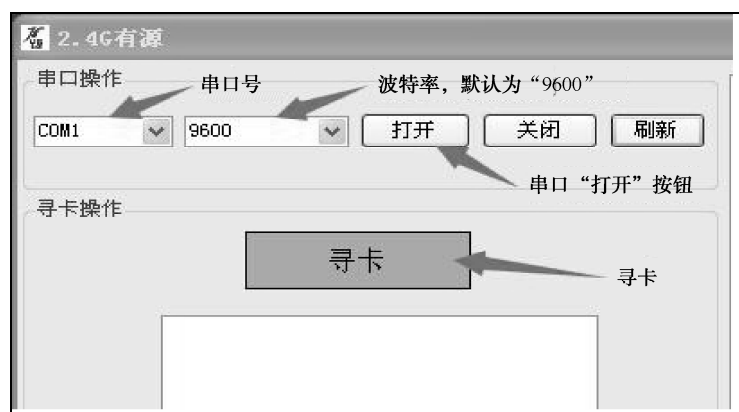 2.4G有源
串口操作
串口号
波特率，默认为“9600”
COM1
9600
打开
关闭
刷新
串口“打开”按钮
寻卡操作
寻卡
寻卡